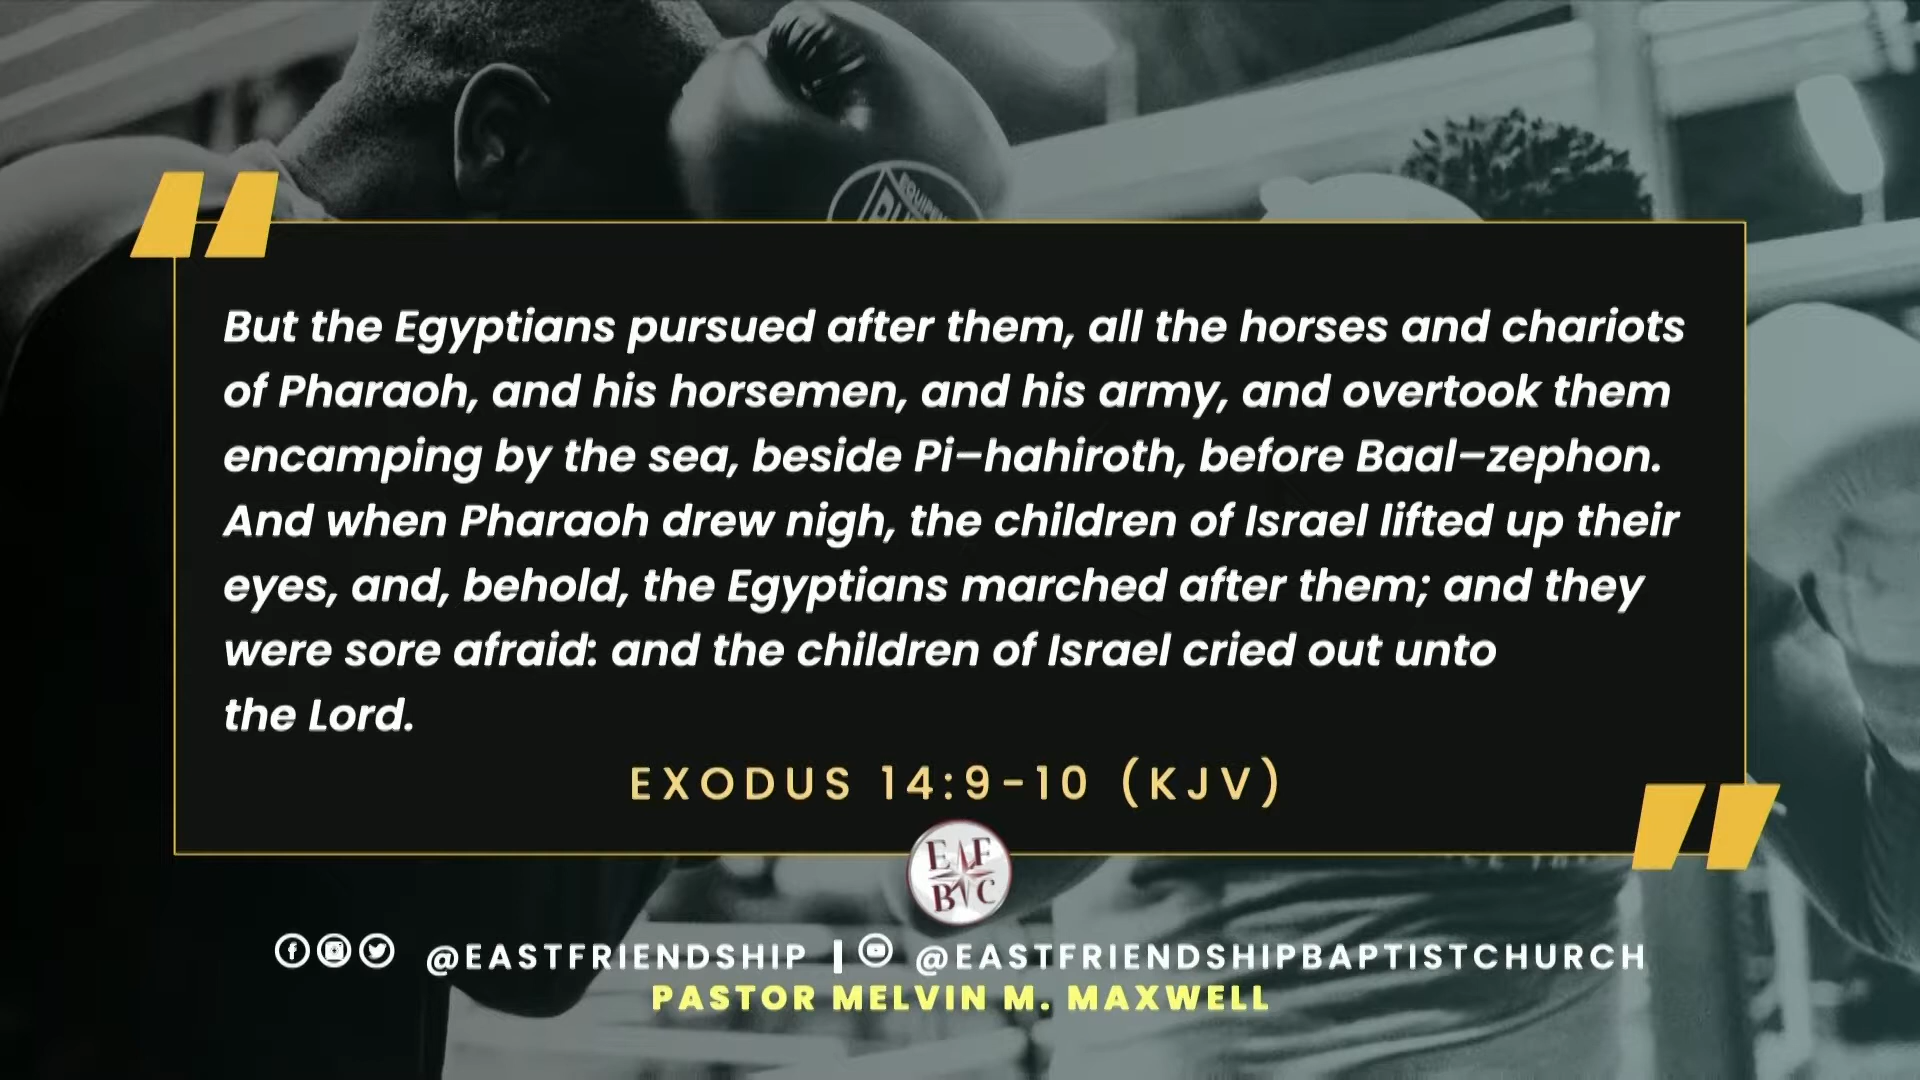 EQUIPEM
But the Egyptians pursued after them, all the horses and chariots
of Pharaoh, and his horsemen, and his army, and overtook them
encamping by the sea, beside Pi–hahiroth, before Baal–zephon.
And when Pharaoh drew nigh, the children of Israel lifted up their
eyes, and, behold, the Egyptians marched after them; and they
were sore afraid: and the children of Israel cried out unto
the Lord.
EXODUS 14:9-10 (KJV)
E F
B C
@EASTFRIENDSHIP | @EASTFRIENDSHIPBAPTISTCHURCH
PASTOR MELVIN M. MAXWELL